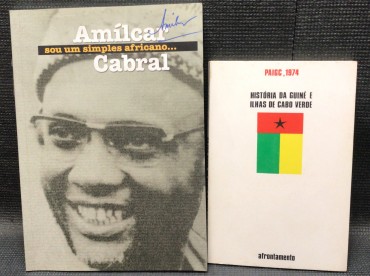 Amílcar
sou um simples africano...
Cabral
PAIGC, 1974
HISTÓRIA DA GUINÉ E
ILHAS DE CABO VERDE
afrontamento